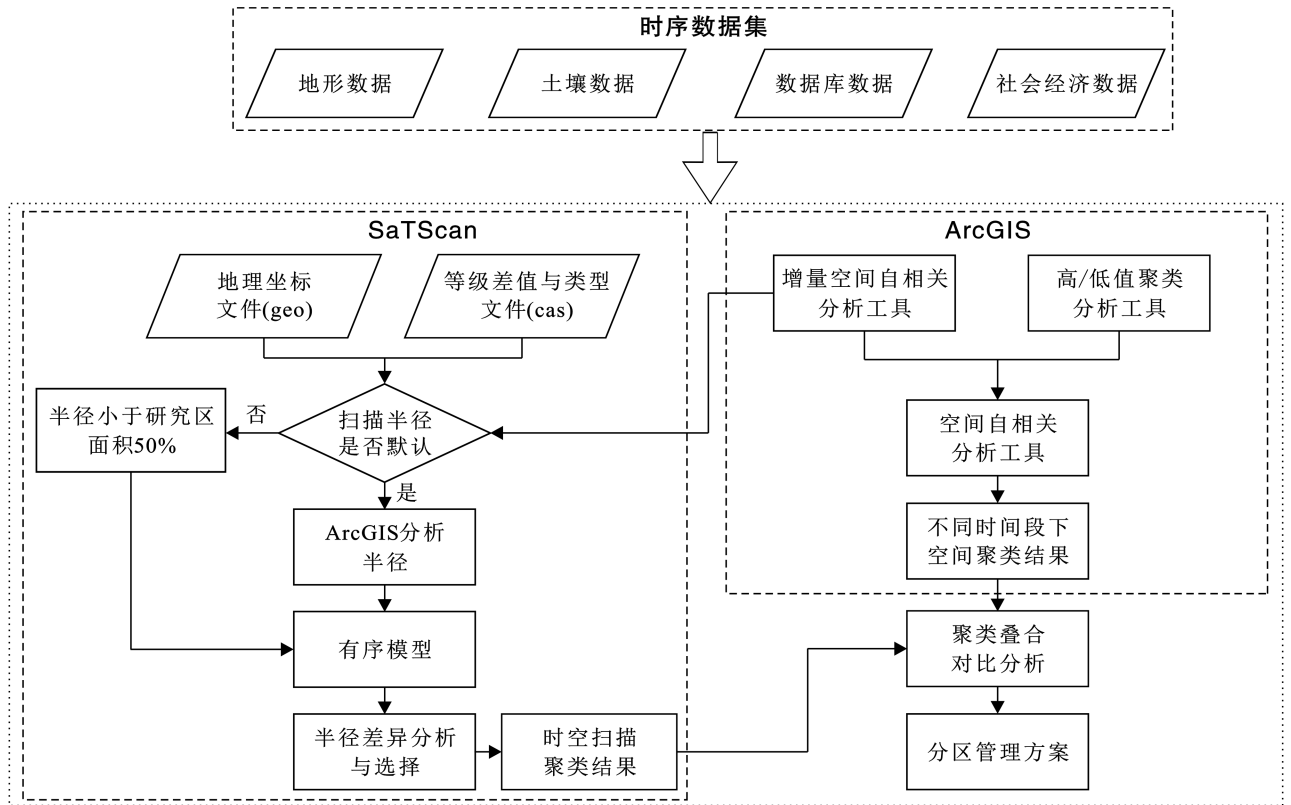 时序数据集
地形数据
土壤数据
数据库数据
社会经济数据
SaTScan
地理坐标
文件(geo)
等级差值与类型
文件(cas)
半径小于研究区
面积50%
否
扫描半径
是否默认
是
ArcGIS分析
半径
有序模型
半径差异分析
与选择
时空扫描
聚类结果
ArcGIS
增量空间自相关
分析工具
高/低值聚类
分析工具
空间自相关
分析工具
不同时间段下
空间聚类结果
聚类叠合
对比分析
分区管理方案